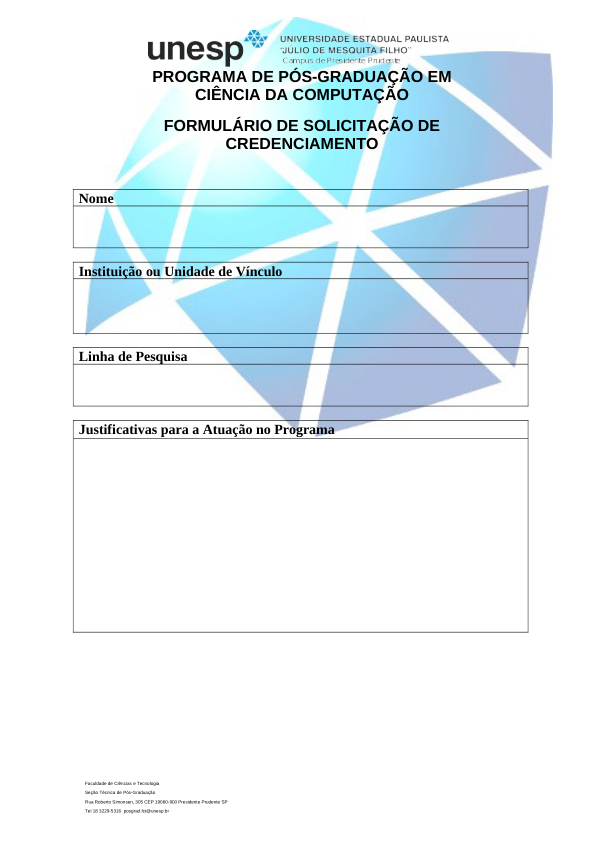 unesp
UNIVERSIDADE ESTADUAL PAULISTA
"JÚLIO DE MESQUITA FILHO"
Campus de Presidente Prudente
PROGRAMA DE PÓS-GRADUAÇÃO EM
CIÊNCIA DA COMPUTAÇÃO
FORMULÁRIO DE SOLICITAÇÃO DE
CREDENCIAMENTO
Nome
Instituição ou Unidade de Vínculo
Linha de Pesquisa
Justificativas para a Atuação no Programa
Faculdade de Ciências e Tecnologia
Seção Técnica de Pós-Graduação
Rua Roberto Simonsen, 305 CEP 19060-900 Presidente Prudente SP
Tel 18 3229-5316 posgrad.fct@unesp.br